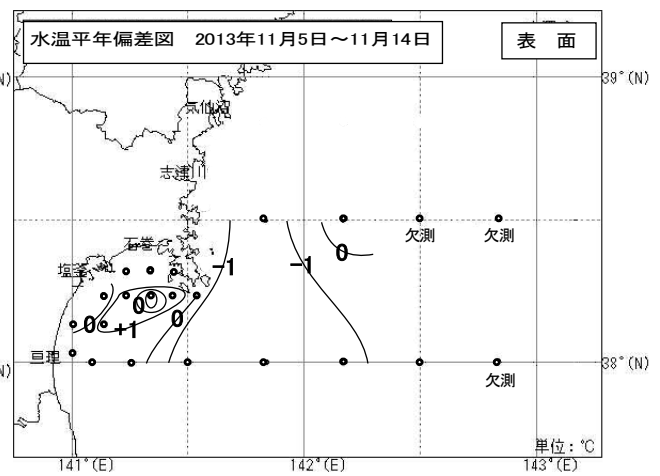 水温平年偏差図 2013年11月5日～11月14日
表 面
39°(N)
気仙沼
志津川
石巻
塩釜
欠測
欠測
-1
-1
0
0
0
+1
0
亘理
38°(N)
欠測
単位：℃
141°(E)
142°(E)
143°(E)